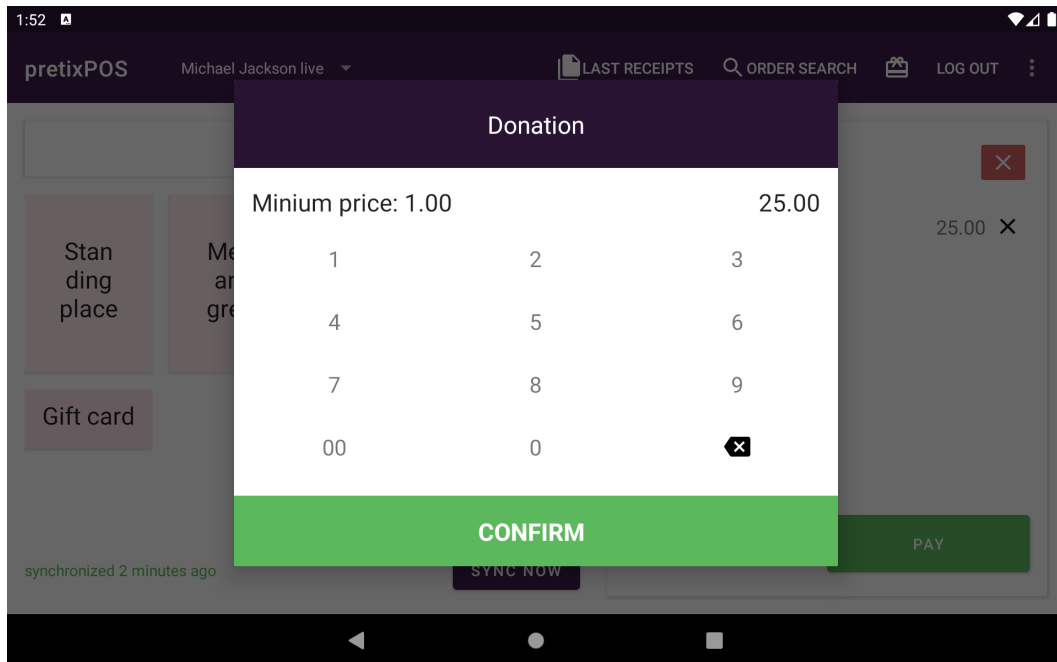 1:52
pretixPOS
Michael Jackson live
LAST RECEIPTS
ORDER SEARCH
LOG OUT
Donation
Minium price: 1.00
25.00
1
2
3
4
5
6
7
8
9
00
0
CONFIRM
Stan
ding
place
Gift card
25.00
PAY
synchronized 2 minutes ago
SYNC NOW